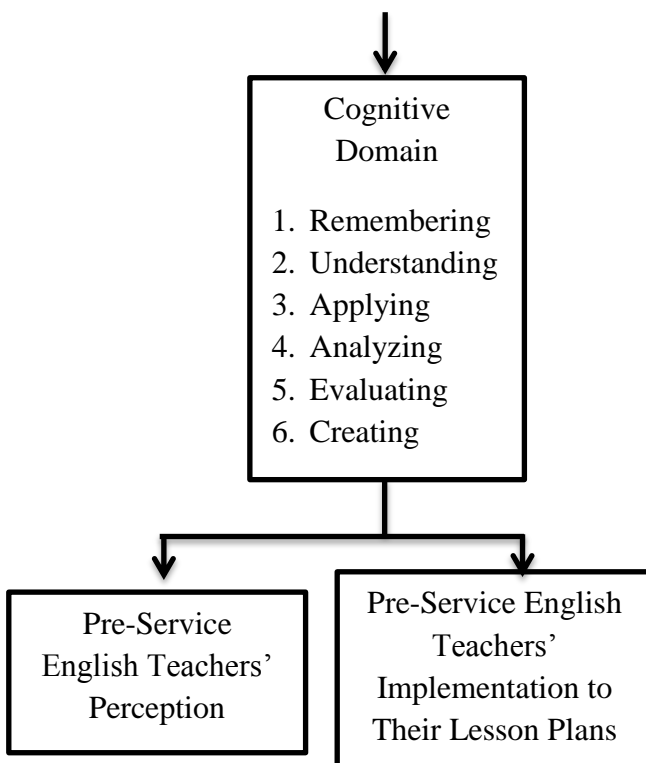 Cognitive
Domain
1. Remembering
2. Understanding
3. Applying
4. Analyzing
5. Evaluating
6. Creating
Pre-Service
English Teachers’
Perception
Pre-Service English
Teachers’
Implementation to
Their Lesson Plans